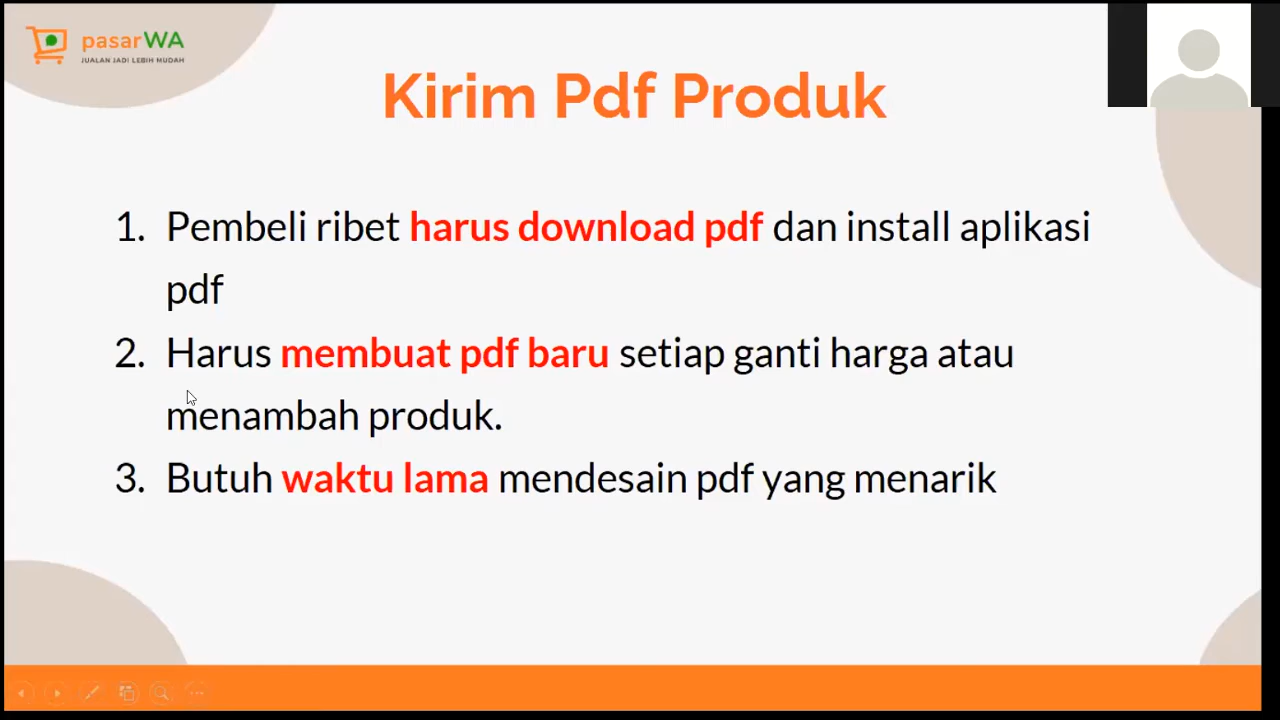 pasarWA
JUALAN JADI LEBIH MUDAH
Kirim Pdf Produk
1. Pembeli ribet harus download pdf dan install aplikasi
pdf
2. Harus membuat pdf baru setiap ganti harga atau
menambah produk.
3. Butuh waktu lama mendesain pdf yang menarik